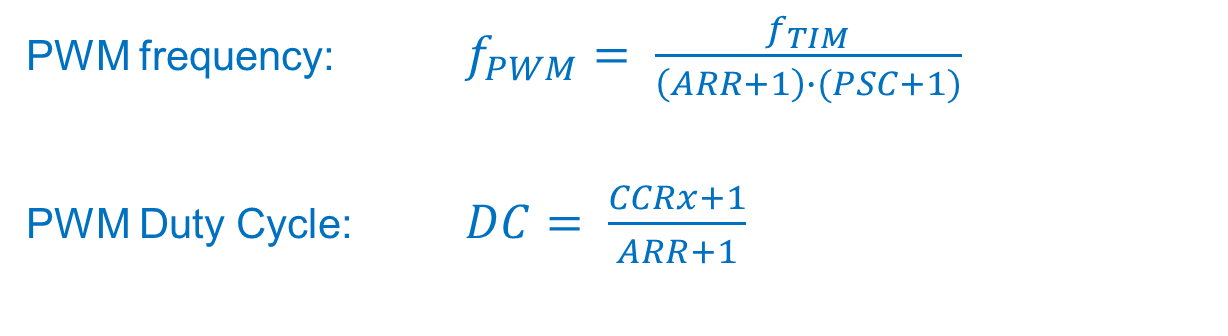 PWM frequency: f_PWM = f_TIM / (ARR+1)·(PSC+1)
PWM Duty Cycle: DC = CCRx+1 / ARR+1